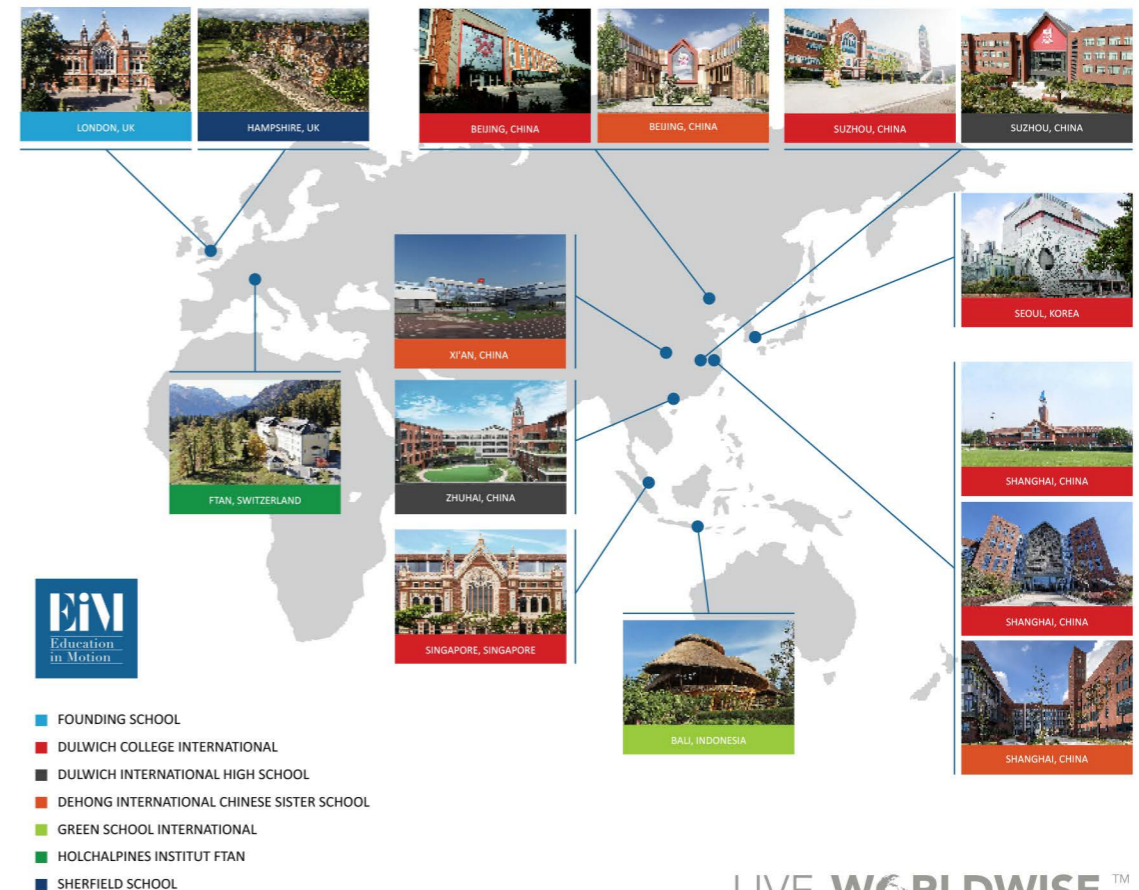 LONDON, UK
HAMPSHIRE, UK
BEIJING, CHINA
BEIJING, CHINA
SUZHOU, CHINA
SUZHOU, CHINA
SEOUL, KOREA
XI'AN, CHINA
FTAN, SWITZERLAND
ZHUHAI, CHINA
SHANGHAI, CHINA
SINGAPORE, SINGAPORE
SHANGHAI, CHINA
BALI, INDONESIA
SHANGHAI, CHINA
EiM
Education
in Motion
FOUNDING SCHOOL
DULWICH COLLEGE INTERNATIONAL
DULWICH INTERNATIONAL HIGH SCHOOL
DEHONG INTERNATIONAL CHINESE SISTER SCHOOL
GREEN SCHOOL INTERNATIONAL
HOLCHALPINES INSTITUT FTAN
SHERFIELD SCHOOL
LIVE WORLDWISE ™